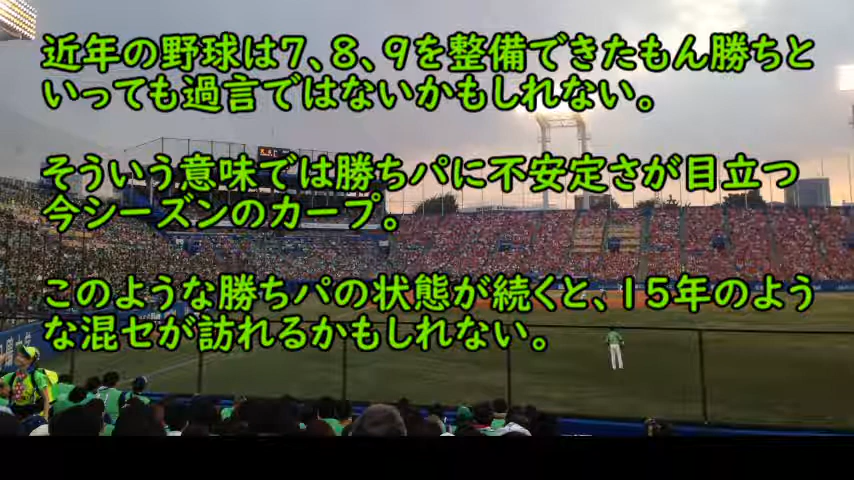 近年の野球は7、8、9を整備できたもん勝ちと
いっても過言ではないかもしれない。
そういう意味では勝ちパに不安定さが目立つ
今シーズンのカープ。
このような勝ちパの状態が続くと、15年のよう
な混セが訪れるかもしれない。